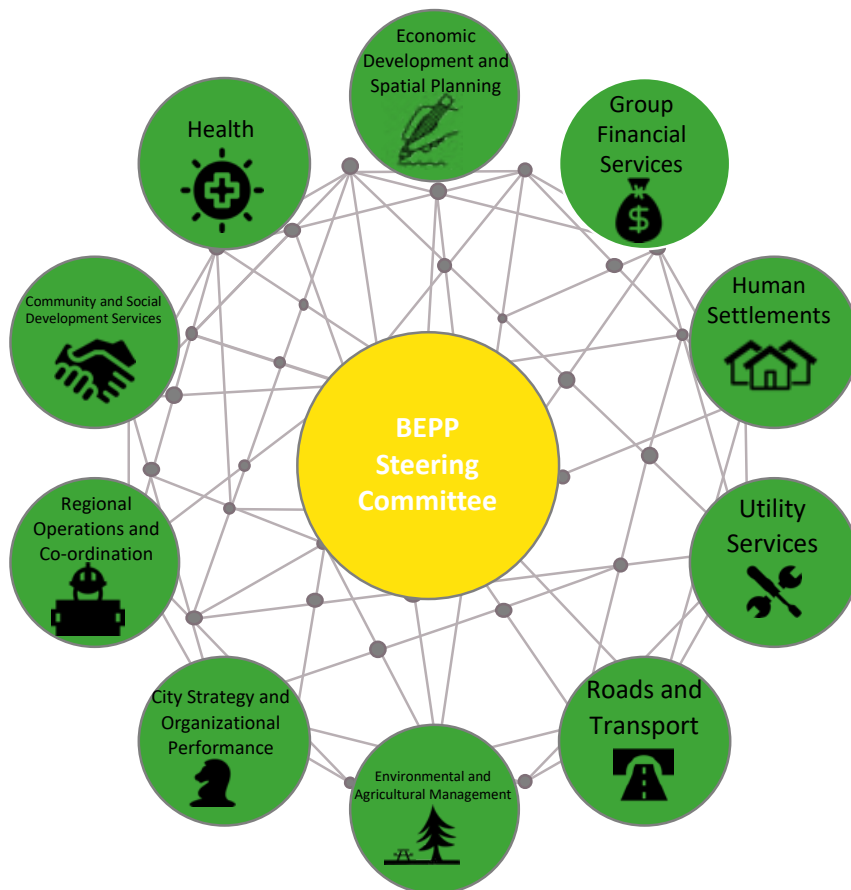 Economic
Development and
Spatial Planning
Group
Financial
Services
$
Human
Settlements
Utility
Services
Roads and
Transport
Environmental and
Agricultural Management
City Strategy and
Organizational
Performance
Regional
Operations and
Co-ordination
Community and Social
Development Services
Health
BEPP
Steering
Committee